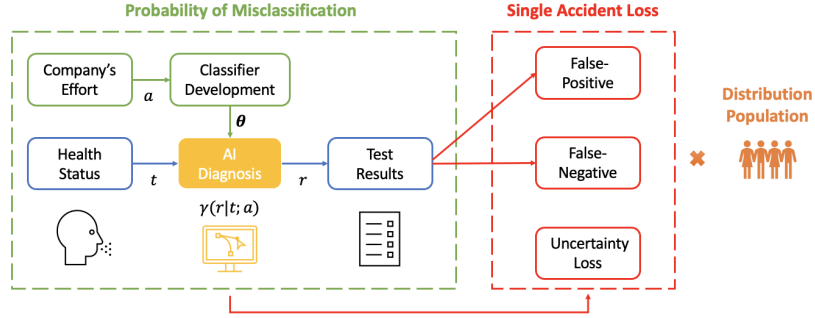 Probability of Misclassification
Single Accident Loss
Company's
Effort
a
Classifier
Development
θ
Health
Status
t
AI
Diagnosis
r
Test
Results
γ(r|t; a)
False-
Positive
False-
Negative
Uncertainty
Loss
Distribution
Population